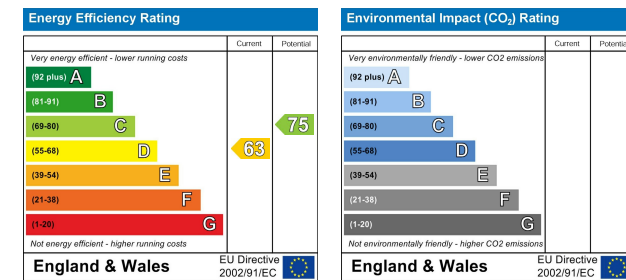 Energy Efficiency Rating
Current Potential
Very energy efficient - lower running costs
(92 plus) A
(81-91) B
(69-80) C
75
(55-68) D
63
(39-54) E
(21-38) F
(1-20) G
Not energy efficient - higher running costs
England & Wales
EU Directive
2002/91/EC
Environmental Impact (CO2) Rating
Current Potential
Very environmentally friendly - lower CO2 emissions
(92 plus) A
(81-91) B
(69-80) C
(55-68) D
(39-54) E
(21-38) F
(1-20) G
Not environmentally friendly - higher CO2 emissions
England & Wales
EU Directive
2002/91/EC